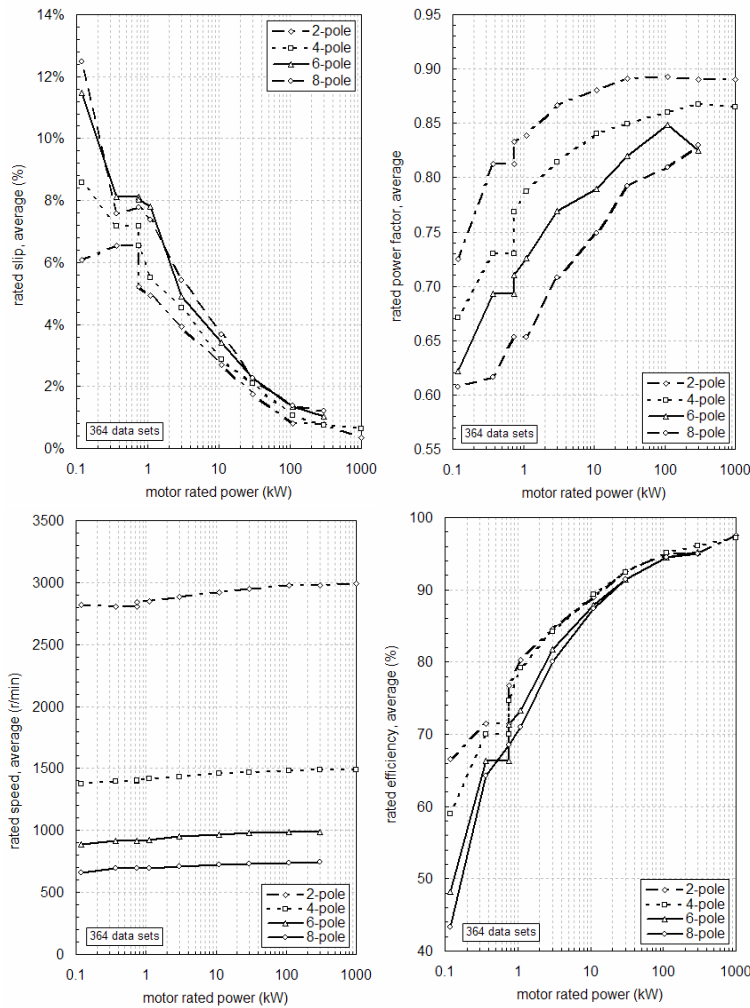 14%
12%
10%
8%
6%
4%
2%
0%
rated slip, average (%)
2-pole
4-pole
6-pole
8-pole
364 data sets
0.1 1 10 100 1000
motor rated power (kW)
0.95
0.90
0.85
0.80
0.75
0.70
0.65
0.60
0.55
rated power factor, average
2-pole
4-pole
6-pole
8-pole
364 data sets
0.1 1 10 100 1000
motor rated power (kW)
3500
3000
2500
2000
1500
1000
500
0
rated speed, average (r/min)
2-pole
4-pole
6-pole
8-pole
364 data sets
0.1 1 10 100 1000
motor rated power (kW)
100
90
80
70
60
50
40
rated efficiency, average (%)
2-pole
4-pole
6-pole
8-pole
364 data sets
0.1 1 10 100 1000
motor rated power (kW)